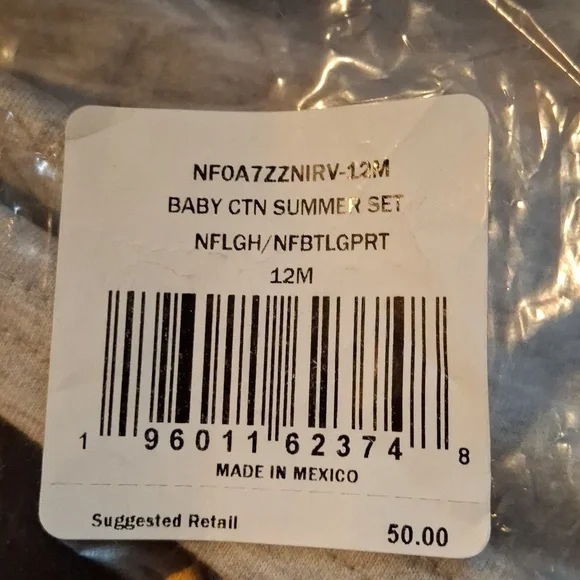 NF0A7ZZNIRV-12M
BABY CTN SUMMER SET
NFLGH/NFBTLGPRT
12M
1 96011 62374 8
MADE IN MEXICO
Suggested Retail 50.00